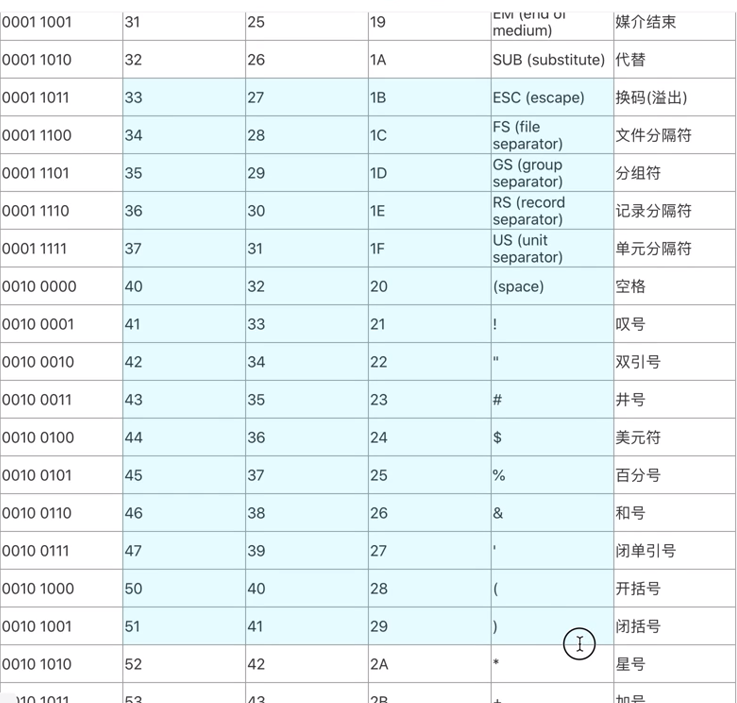 0001 1001 31 25 19 EM (end of medium) 媒介结束
0001 1010 32 26 1A SUB (substitute) 代替
0001 1011 33 27 1B ESC (escape) 换码(溢出)
0001 1100 34 28 1C FS (file separator) 文件分隔符
0001 1101 35 29 1D GS (group separator) 分组符
0001 1110 36 30 1E RS (record separator) 记录分隔符
0001 1111 37 31 1F US (unit separator) 单元分隔符
0010 0000 40 32 20 (space) 空格
0010 0001 41 33 21 ! 叹号
0010 0010 42 34 22 " 双引号
0010 0011 43 35 23 # 井号
0010 0100 44 36 24 $ 美元符
0010 0101 45 37 25 % 百分号
0010 0110 46 38 26 & 和号
0010 0111 47 39 27 ' 闭单引号
0010 1000 50 40 28 ( 开括号
0010 1001 51 41 29 ) 闭括号
0010 1010 52 42 2A * 星号
1011 53 43 2B + 加号